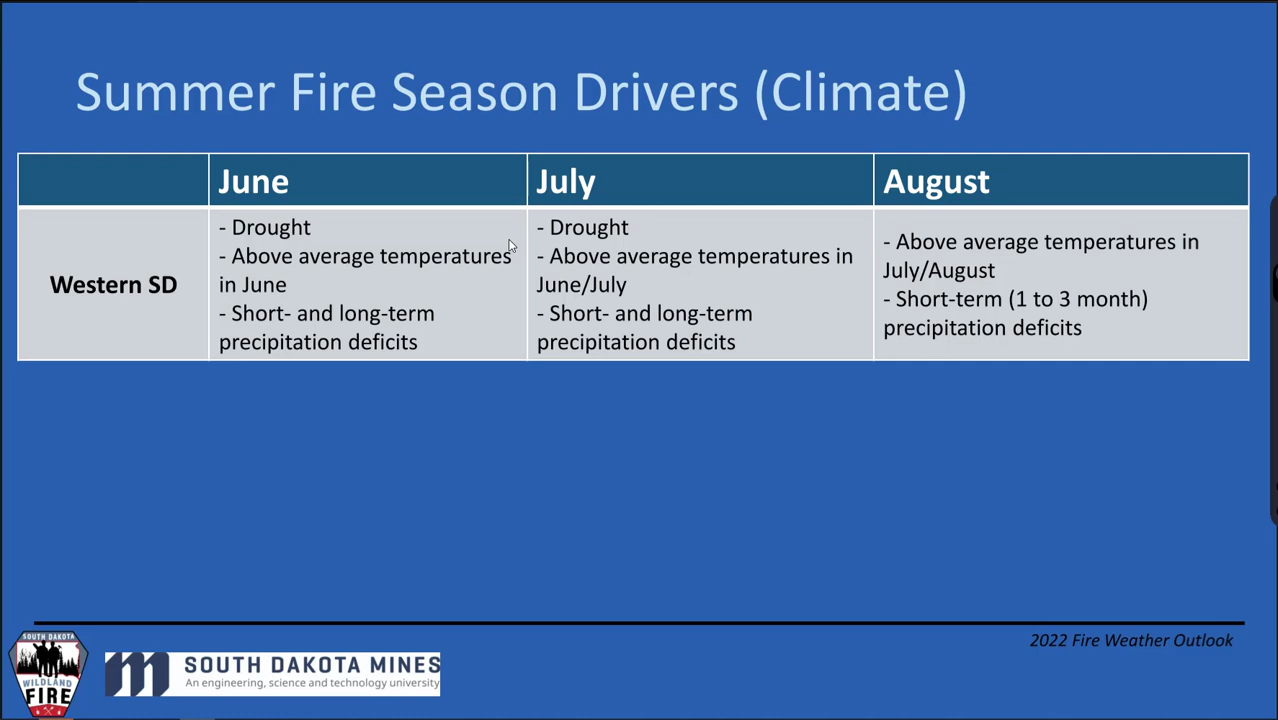 Summer Fire Season Drivers (Climate)
June
July
August
Western SD
- Drought
- Above average temperatures
in June
- Short- and long-term
precipitation deficits
- Drought
- Above average temperatures in
June/July
- Short- and long-term
precipitation deficits
- Above average temperatures in
July/August
- Short-term (1 to 3 month)
precipitation deficits
2022 Fire Weather Outlook
SOUTH DAKOTA
WILDLAND
FIRE
SOUTH DAKOTA MINES
An engineering, science and technology university